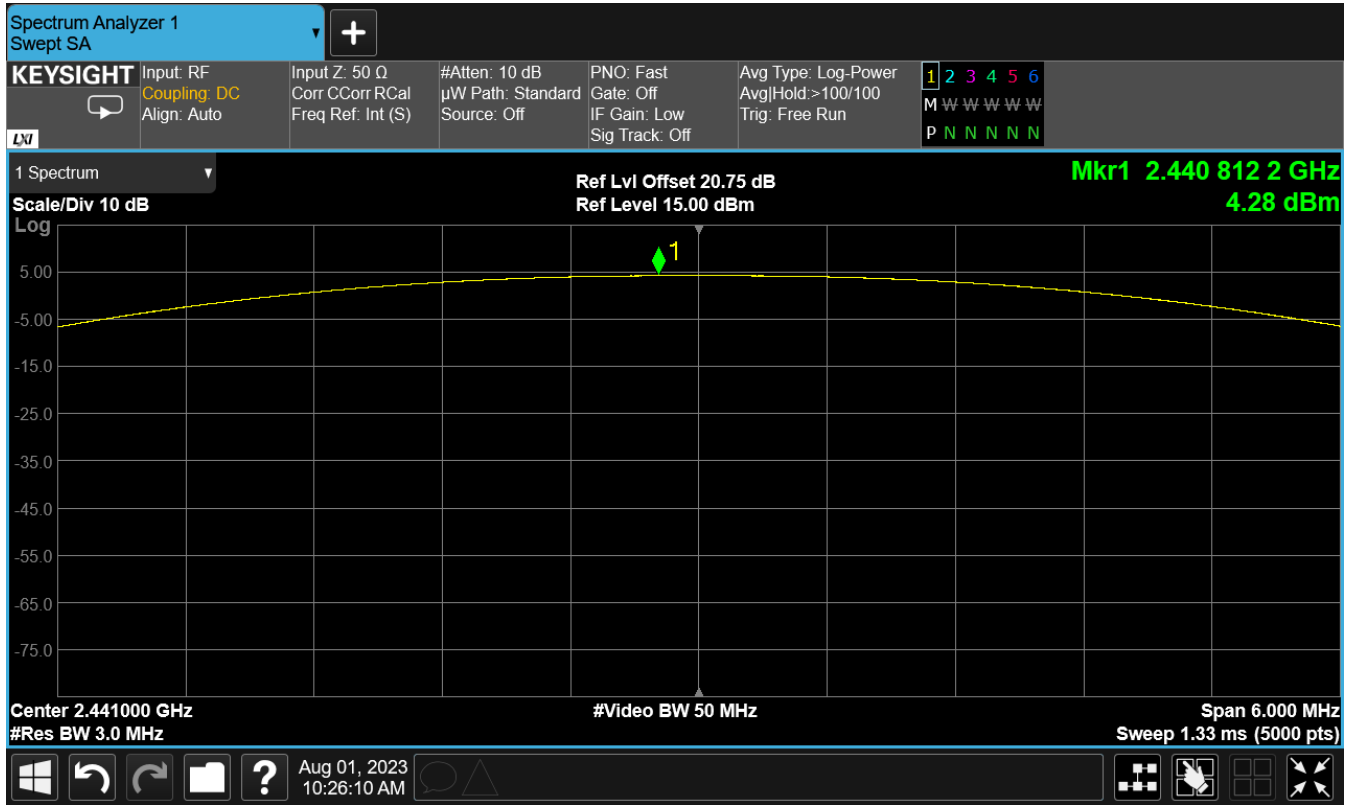 Spectrum Analyzer 1
Swept SA
KEYSIGHT
LXI
Input: RF
Coupling: DC
Align: Auto
Input Z: 50 Ω
Corr CCorr RCal
Freq Ref: Int (S)
#Atten: 10 dB
µW Path: Standard
Source: Off
PNO: Fast
Gate: Off
IF Gain: Low
Sig Track: Off
Avg Type: Log-Power
Avg|Hold:>100/100
Trig: Free Run
1 2 3 4 5 6
M W W W W W
P N N N N N
1 Spectrum
Scale/Div 10 dB
Ref Lvl Offset 20.75 dB
Ref Level 15.00 dBm
Mkr1 2.440 812 2 GHz
4.28 dBm
Log
1
5.00
-5.00
-15.0
-25.0
-35.0
-45.0
-55.0
-65.0
-75.0
Center 2.441000 GHz
#Video BW 50 MHz
Span 6.000 MHz
#Res BW 3.0 MHz
Sweep 1.33 ms (5000 pts)
?
Aug 01, 2023
10:26:10 AM